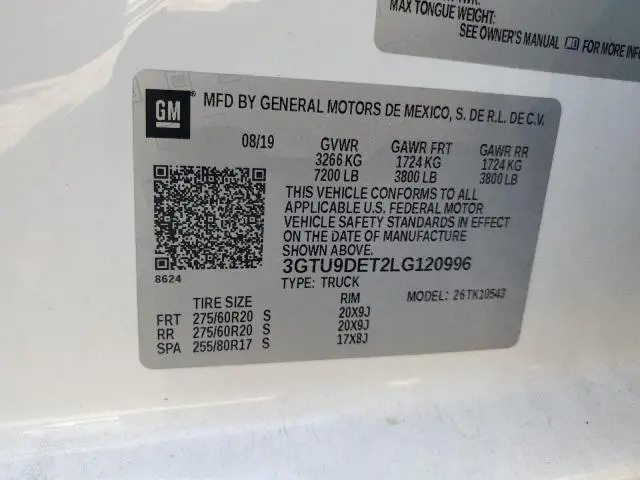 MAX TONGUE WEIGHT:
SEE OWNER'S MANUAL FOR MORE INFO
GM ® MFD BY GENERAL MOTORS DE MEXICO, S. DE R.L. DE C.V.
08/19 GVWR GAWR FRT GAWR RR
3266 KG 1724 KG 1724 KG
7200 LB 3800 LB 3800 LB
THIS VEHICLE CONFORMS TO ALL
APPLICABLE U.S. FEDERAL MOTOR
VEHICLE SAFETY STANDARDS IN EFFECT
ON THE DATE OF MANUFACTURE
SHOWN ABOVE.
3GTU9DET2LG120996
8624 TYPE: TRUCK MODEL: 26TK10543
TIRE SIZE RIM
FRT 275/60R20 S 20X9J
RR 275/60R20 S 20X9J
SPA 255/80R17 S 17X8J